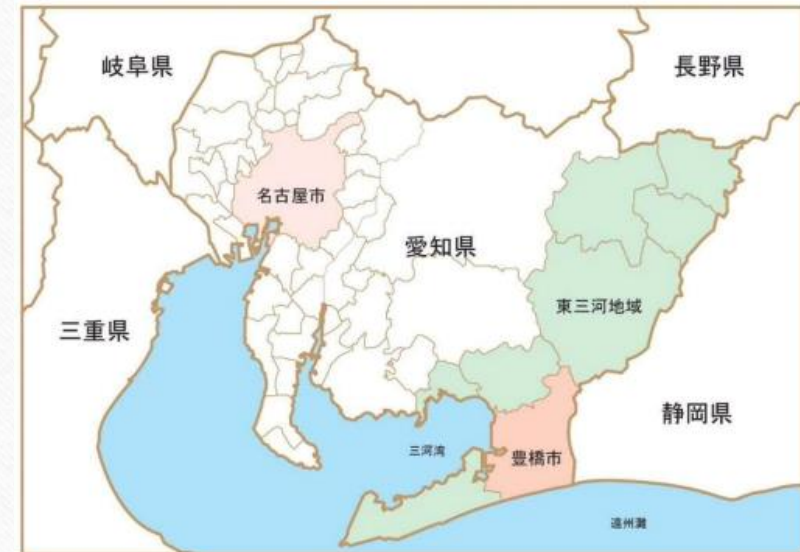 岐阜県
長野県
名古屋市
愛知県
東三河地域
三重県
静岡県
三河湾
豊橋市
遠州灘